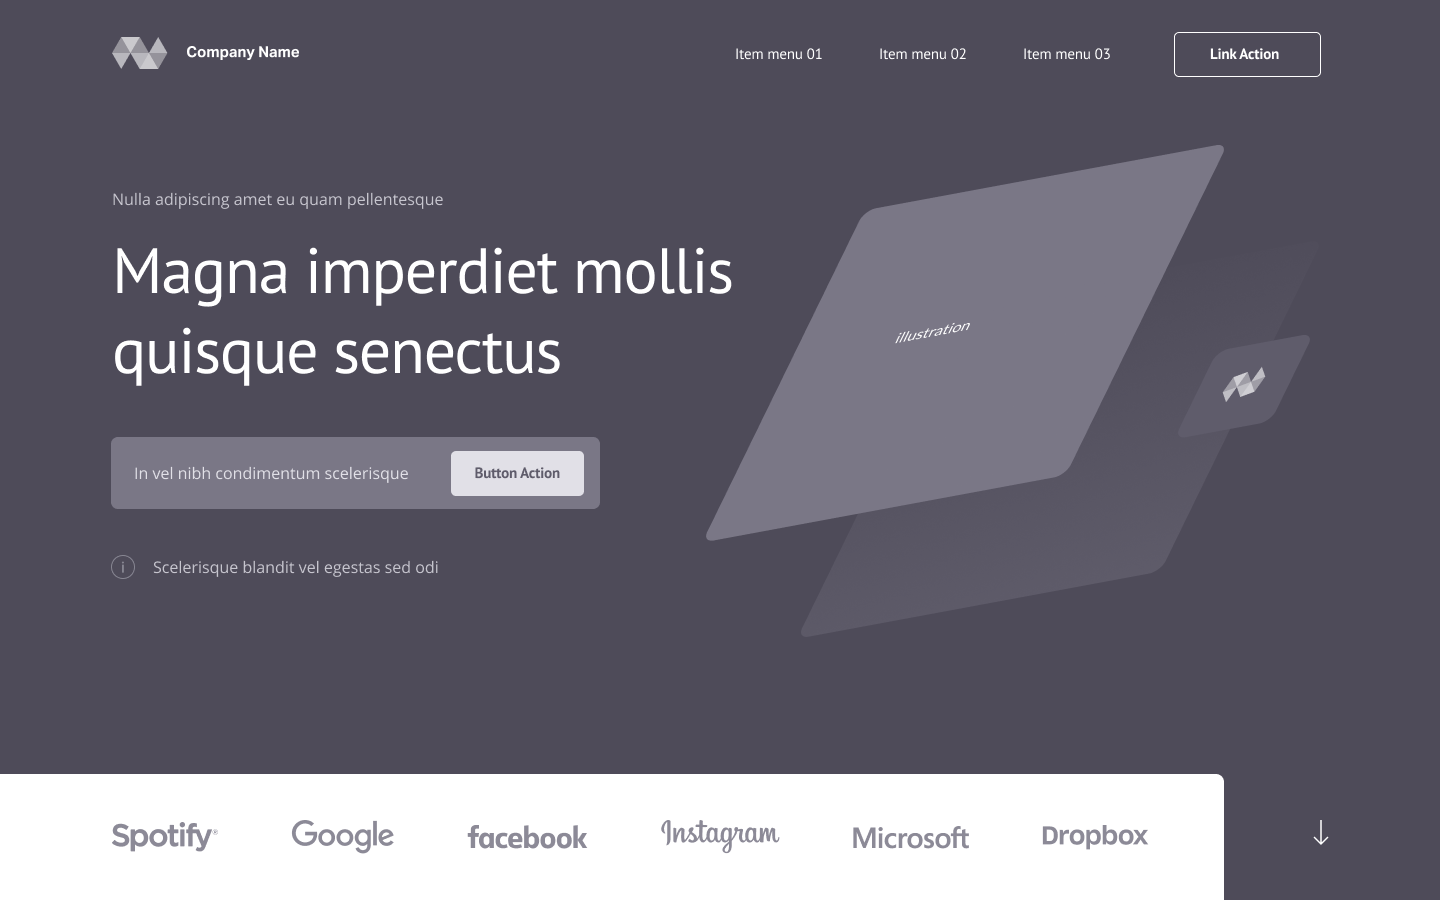 Company Name
Item menu 01
Item menu 02
Item menu 03
Link Action
Nulla adipiscing amet eu quam pellentesque
Magna imperdiet mollis
quisque senectus
illustration
In vel nibh condimentum scelerisque
Button Action
i
Scelerisque blandit vel egestas sed odi
Spotify®
Google
facebook
Instagram
Microsoft
Dropbox